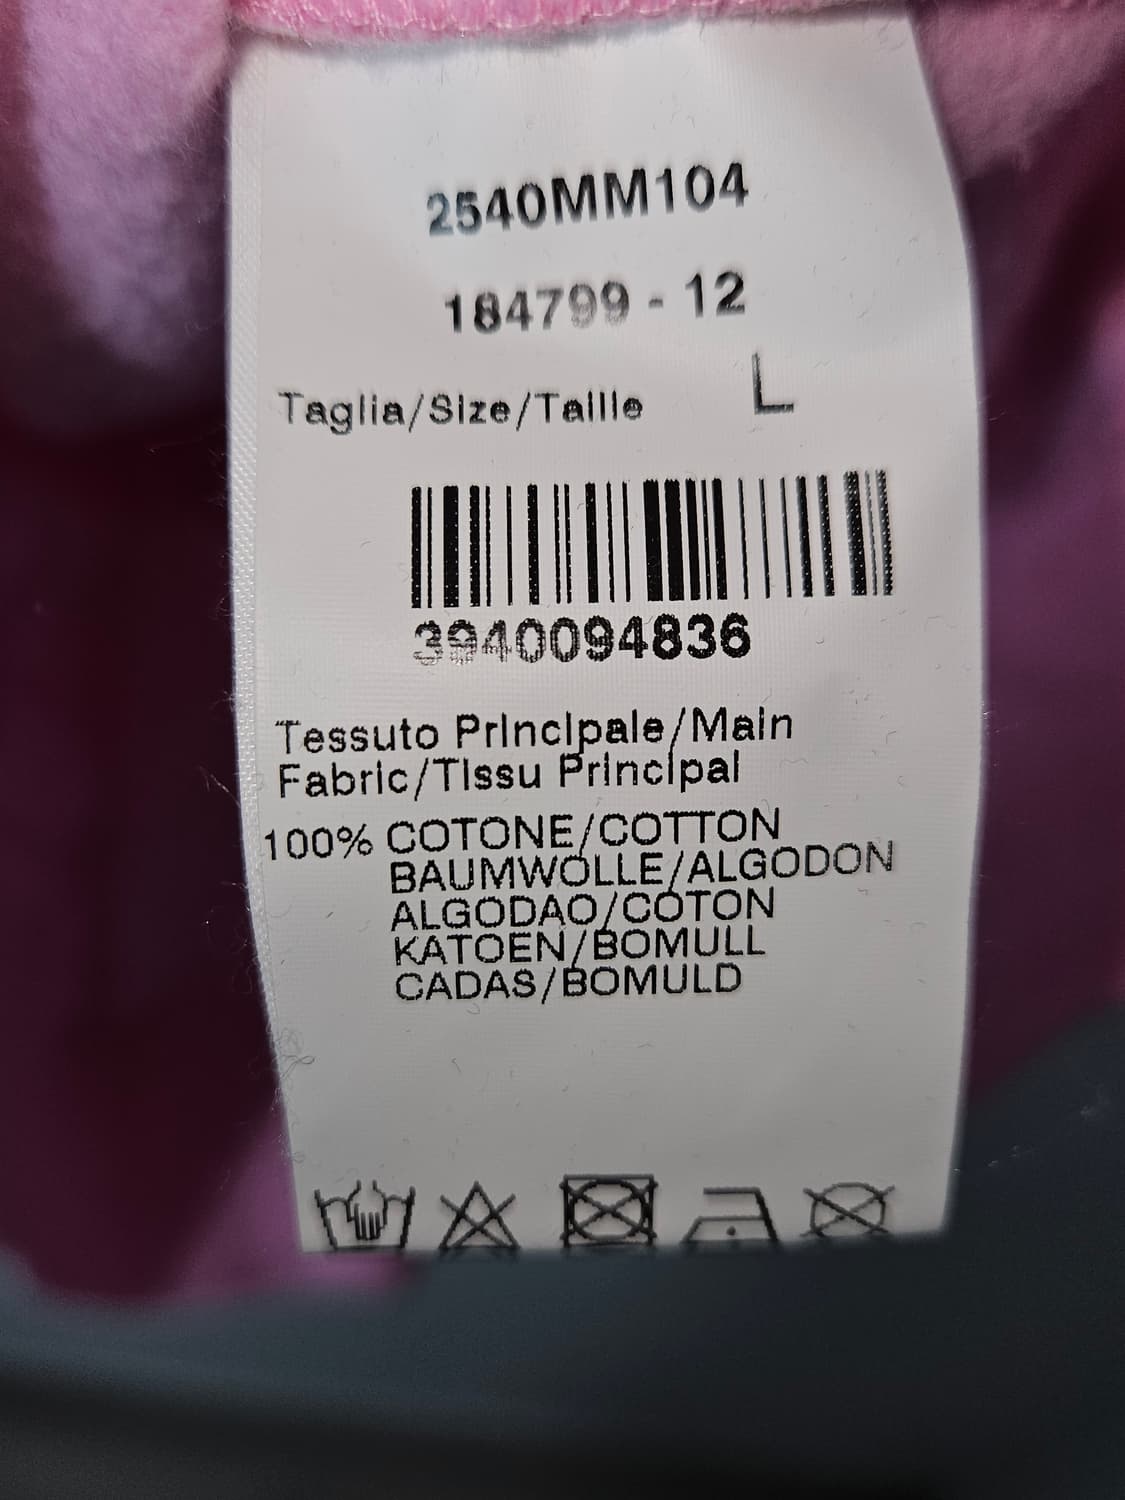 2540MM104
184799 - 12
Taglia/Size/Taille L
3940094836
Tessuto Principale/Main
Fabric/Tissu Principal
100% COTONE/COTTON
BAUMWOLLE/ALGODON
ALGODAO/COTON
KATOEN/BOMULL
CADAS/BOMULD